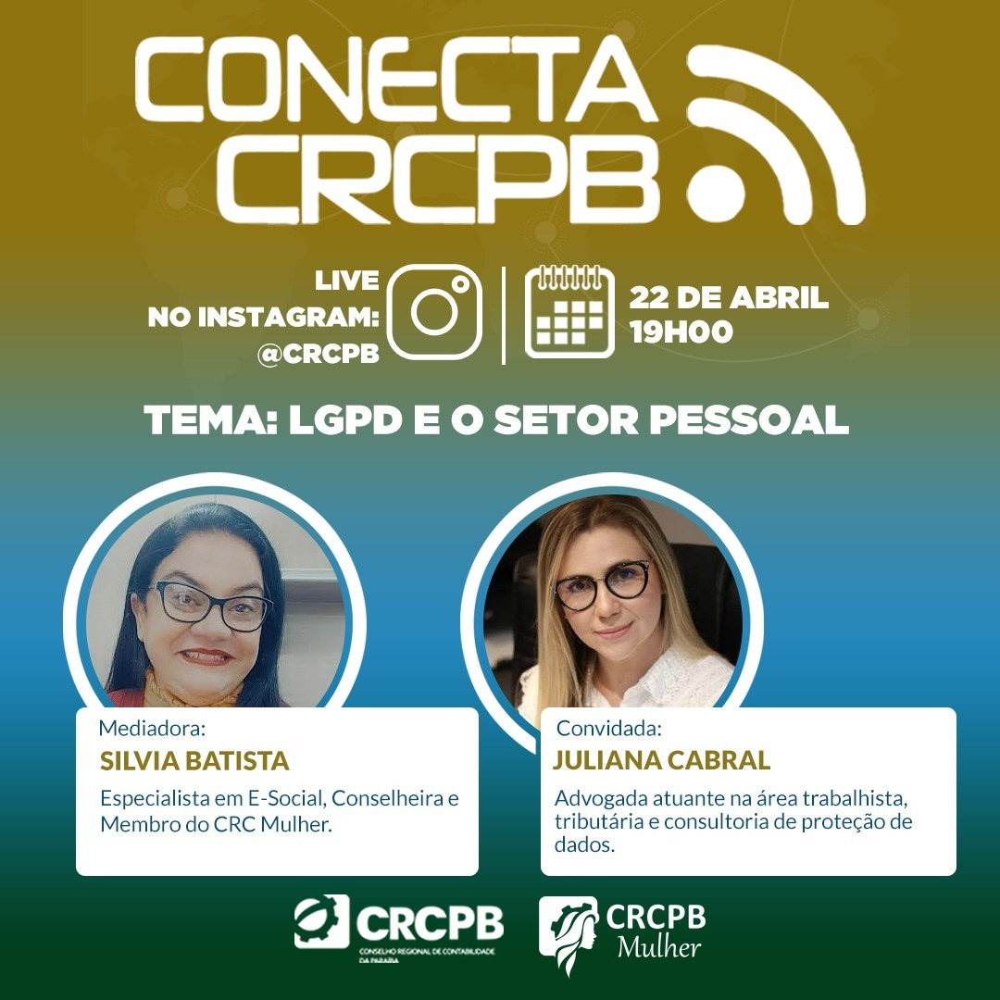 CONECTA
CRCPB
LIVE
NO INSTAGRAM:
@CRCPB
22 DE ABRIL
19H00
TEMA: LGPD E O SETOR PESSOAL
Mediadora:
SILVIA BATISTA
Especialista em E-Social, Conselheira e
Membro do CRC Mulher.
Convidada:
JULIANA CABRAL
Advogada atuante na área trabalhista,
tributária e consultoria de proteção de
dados.
CRCPB
CONSELHO REGIONAL DE CONTABILIDADE
DA PARAÍBA
CRCPB
Mulher